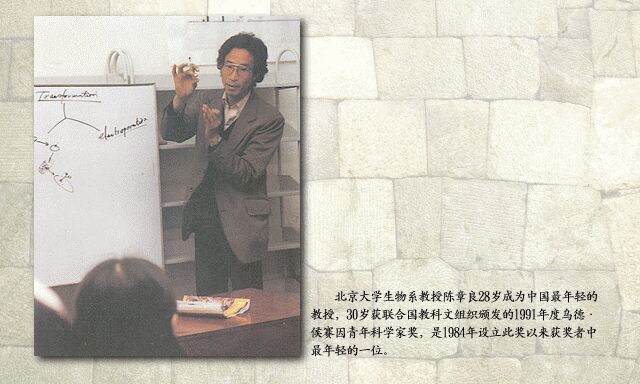 Transformation
electroporation
北京大学生物系教授陈章良28岁成为中国最年轻的
教授，30岁获联合国教科文组织颁发的1991年度乌德·
侯赛因青年科学家奖，是1984年设立此奖以来获奖者中
最年轻的一位。